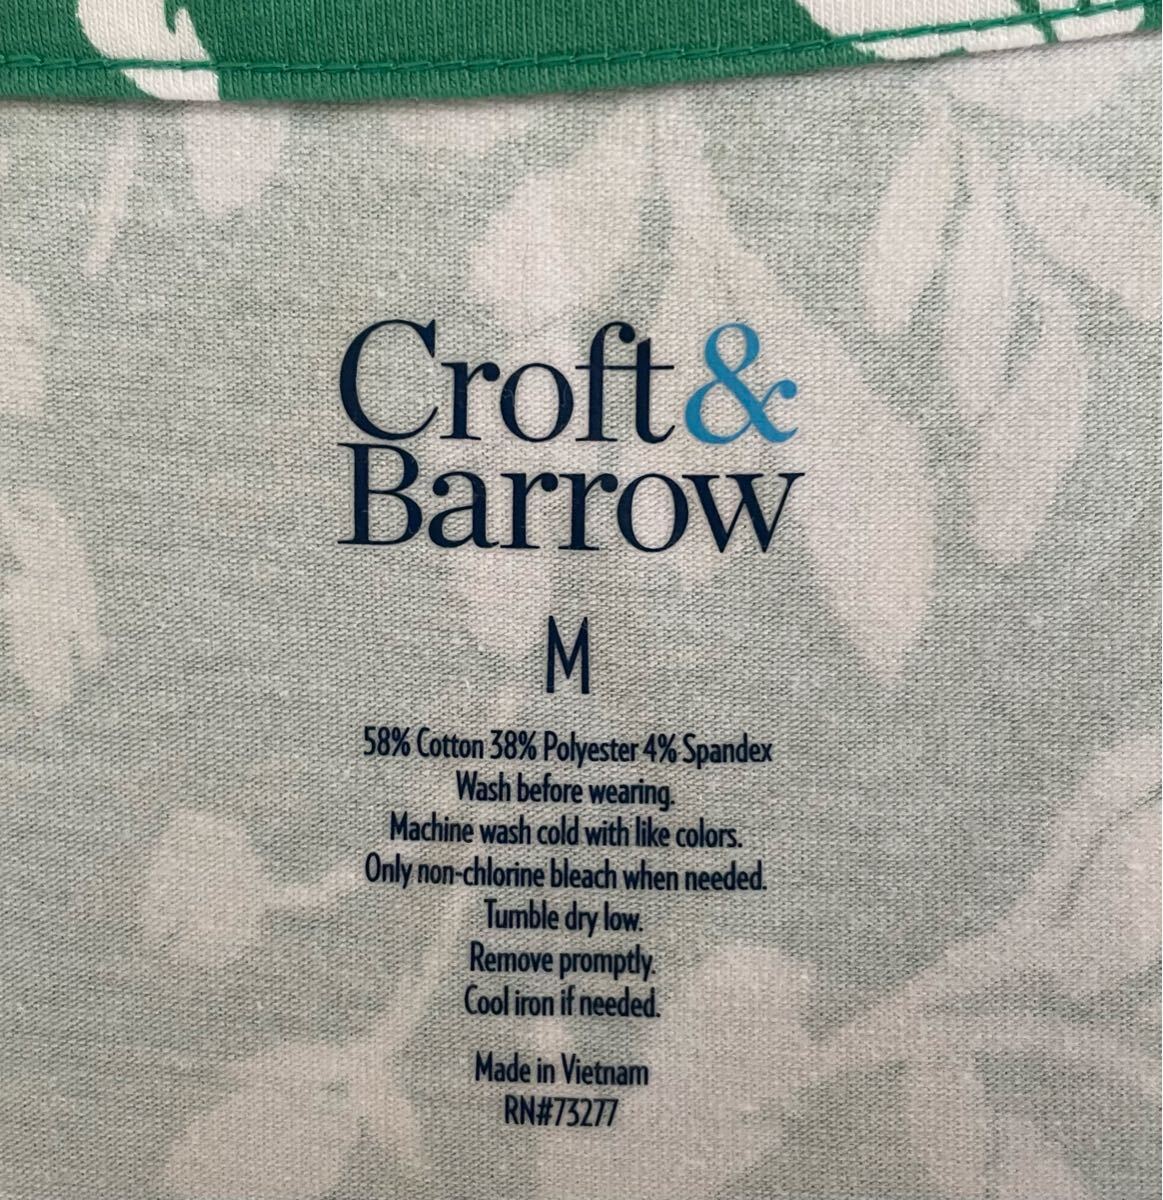 Croft&
Barrow
M
58% Cotton 38% Polyester 4% Spandex
Wash before wearing.
Machine wash cold with like colors.
Only non-chlorine bleach when needed.
Tumble dry low.
Remove promptly.
Cool iron if needed.
Made in Vietnam
RN#73277